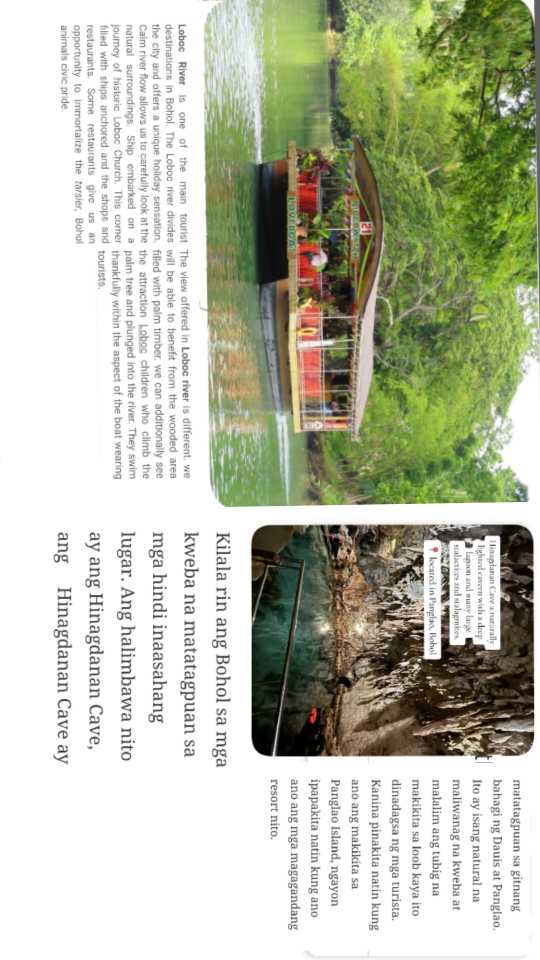 Loboc River is one of the main tourist
destinations in Bohol. The Loboc river divides
the city and offers a unique holiday sensation.
Calm river flow allows us to carefully look at the
natural surroundings. Ship embarked on a
journey of historic Loboc Church. This corner
filled with ships anchored and the shops and
restaurants. Some restaurants give us an
opportunity to immortalize the tarsier, Bohol
animals civic pride.
The view offered in Loboc river is different. we
will be able to benefit from the wooded area
filled with palm timber. we can additionally see
the attraction Loboc children who climb the
palm tree and plunged into the river. They swim
thankfully within the aspect of the boat wearing
tourists.
Hinagdanan Cave a naturally
lighted cavern with a deep
lagoon and many large
stalactites and stalagmites.
📍 located in Panglao, Bohol
Kilala rin ang Bohol sa mga
kweba na matatagpuan sa
mga hindi inaasahang
lugar. Ang halimbawa nito
ay ang Hinagdanan Cave,
ang Hinagdanan Cave ay
matatagpuan sa gitnang
bahagi ng Dauis at Panglao.
Ito ay isang natural na
maliwanag na kweba at
malalim ang tubig na
makikita sa loob kaya ito
dinadagsa ng mga turista.
Kanina pinakita natin kung
ano ang makikita sa
Panglao Island, ngayon
ipapakita natin kung ano
ano ang mga magagandang
resort nito.